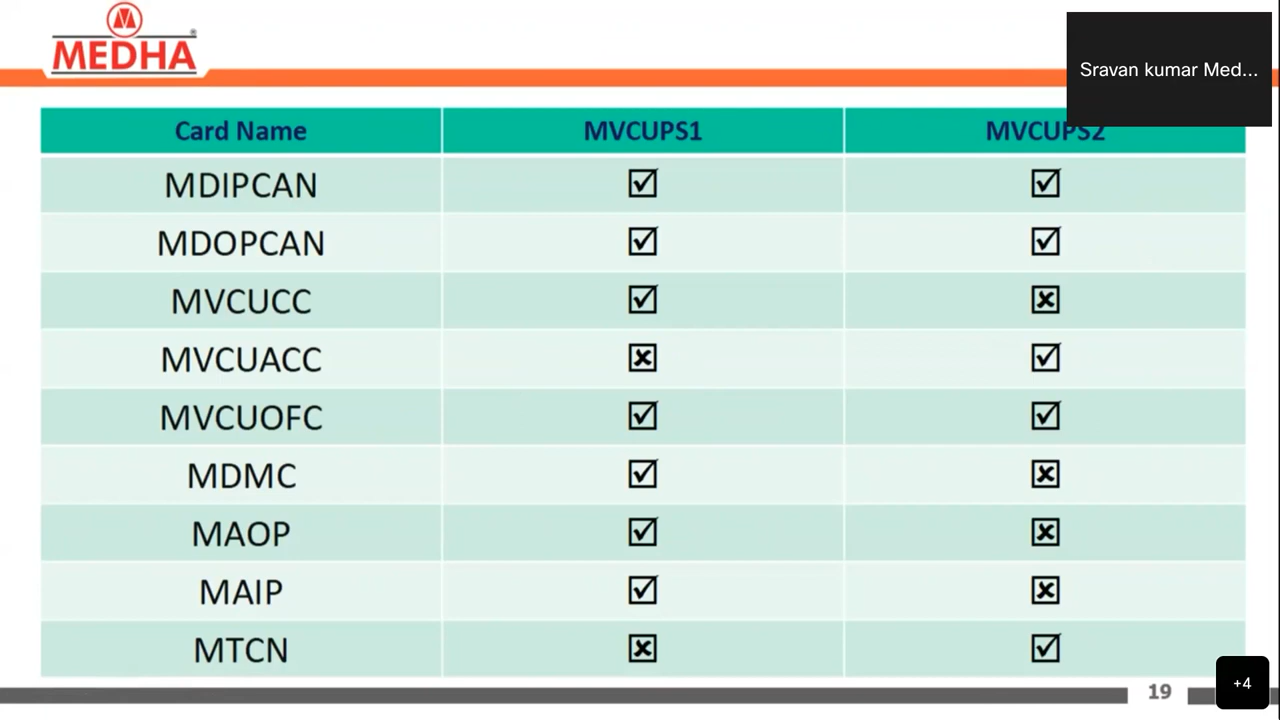 MEDHA
®
Sravan kumar Med...
Card Name MVCUPS1 MVCUPS2
MDIPCAN ☑ ☑
MDOPCAN ☑ ☑
MVCUCC ☑ ☒
MVCUACC ☒ ☑
MVCUOFC ☑ ☑
MDMC ☑ ☒
MAOP ☑ ☒
MAIP ☑ ☒
MTCN ☒ ☑
19
+4